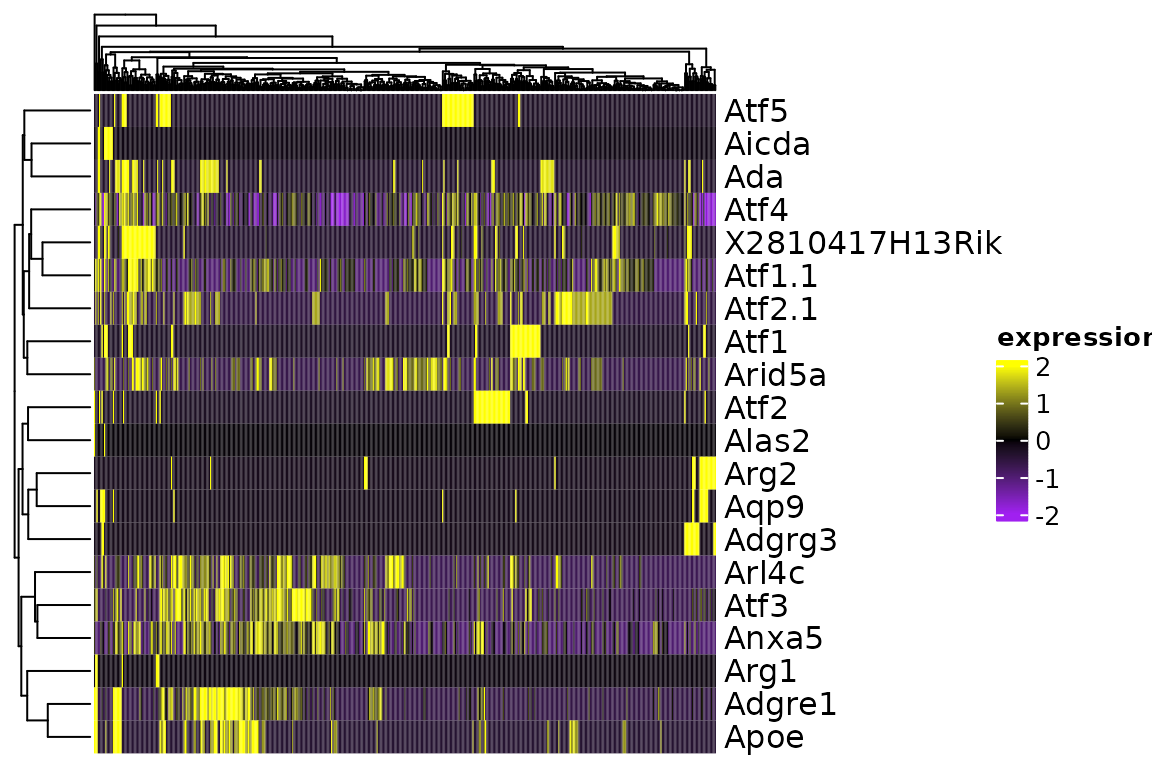 Atf5
Aicda
Ada
Atf4
X2810417H13Rik
Atf1.1
Atf2.1
Atf1
Arid5a
Atf2
Alas2
Arg2
Aqp9
Adgrg3
Arl4c
Atf3
Anxa5
Arg1
Adgre1
Apoe
expression
2
1
0
-1
-2